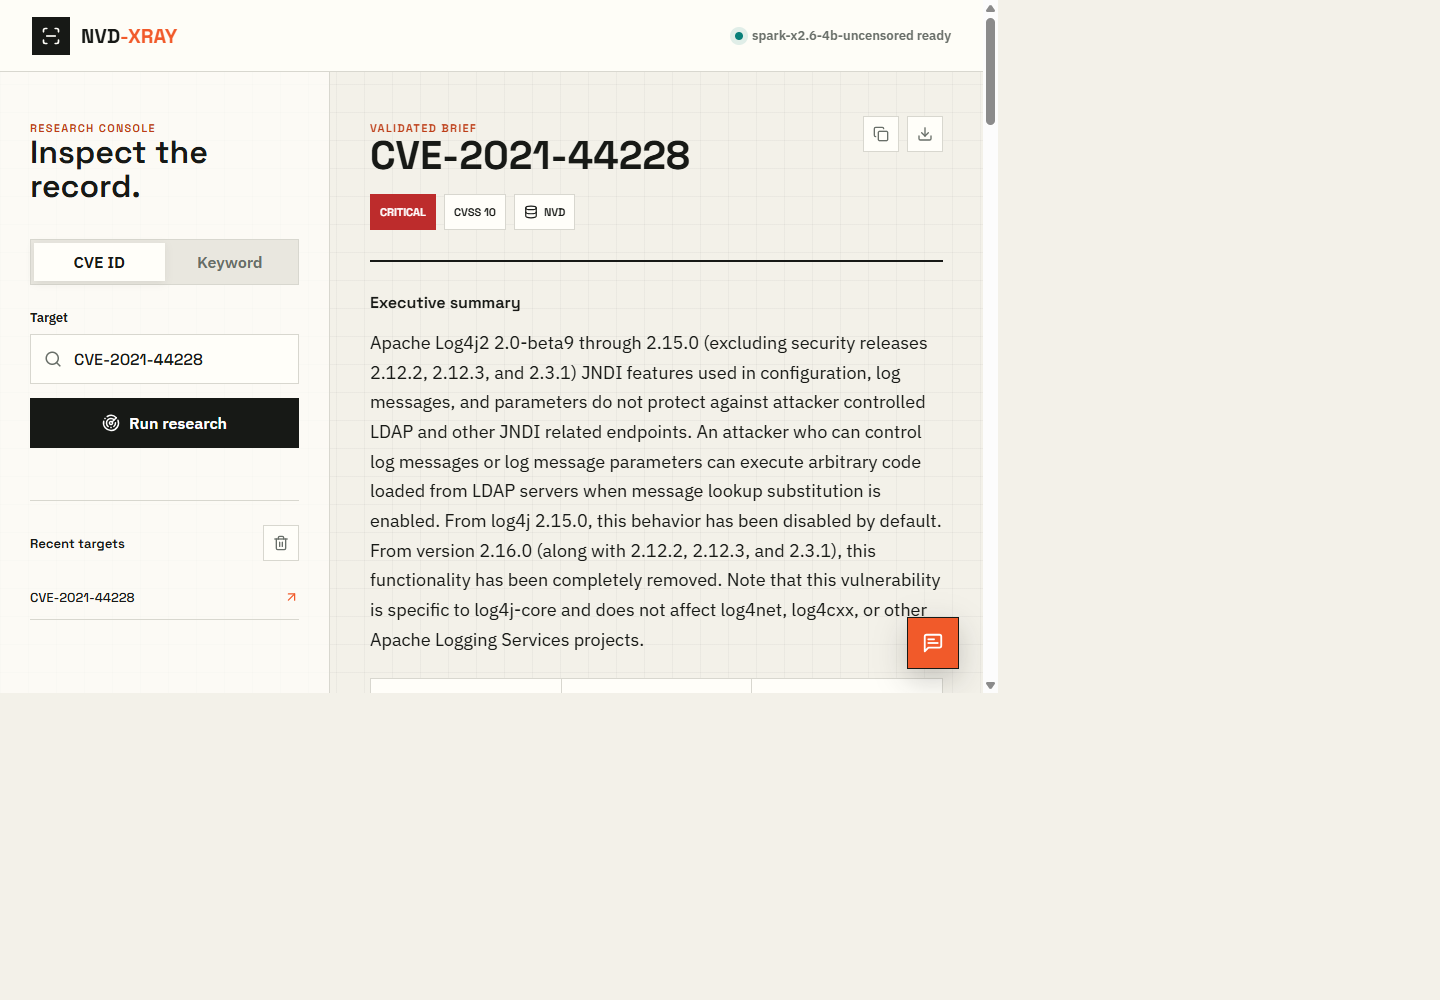 NVD-XRAY
spark-x2.6-4b-uncensored ready
RESEARCH CONSOLE
Inspect the
record.
CVE ID
Keyword
Target
CVE-2021-44228
Run research
Recent targets
CVE-2021-44228
VALIDATED BRIEF
CVE-2021-44228
CRITICAL
CVSS 10
NVD
Executive summary
Apache Log4j2 2.0-beta9 through 2.15.0 (excluding security releases
2.12.2, 2.12.3, and 2.3.1) JNDI features used in configuration, log
messages, and parameters do not protect against attacker controlled
LDAP and other JNDI related endpoints. An attacker who can control
log messages or log message parameters can execute arbitrary code
loaded from LDAP servers when message lookup substitution is
enabled. From log4j 2.15.0, this behavior has been disabled by default.
From version 2.16.0 (along with 2.12.2, 2.12.3, and 2.3.1), this
functionality has been completely removed. Note that this vulnerability
is specific to log4j-core and does not affect log4net, log4cxx, or other
Apache Logging Services projects.